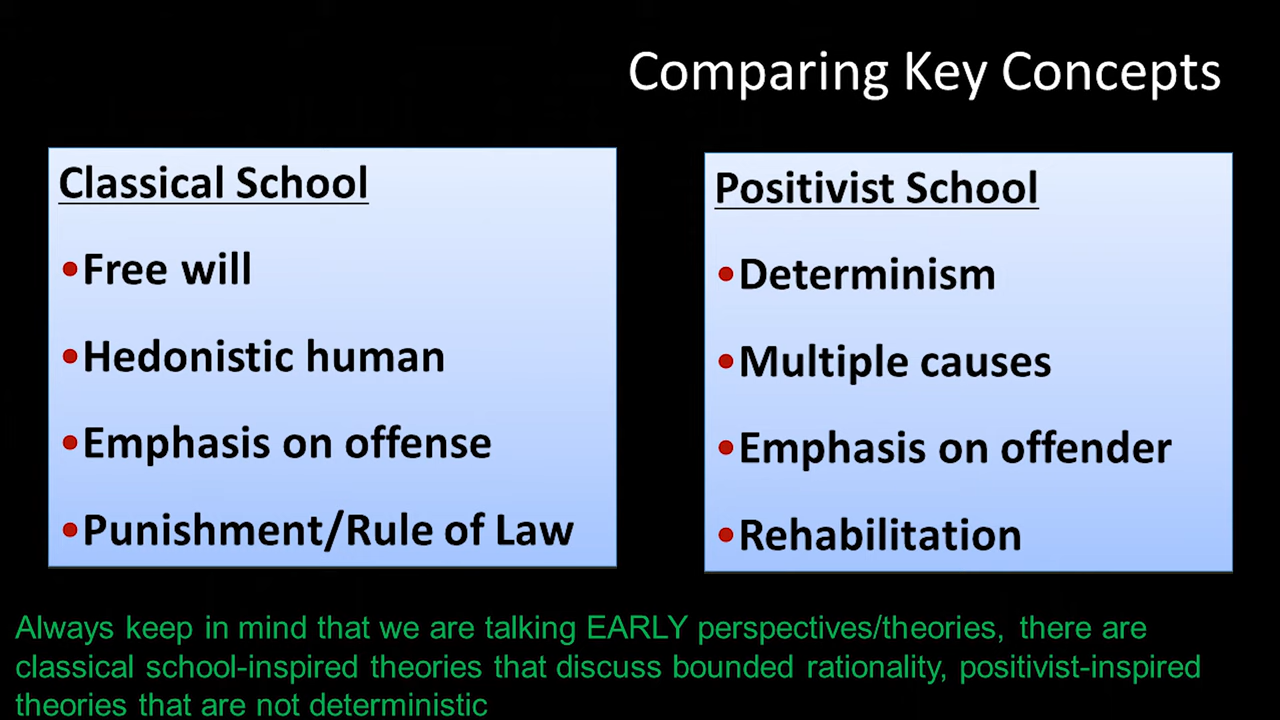 Comparing Key Concepts
Classical School
•Free will
•Hedonistic human
•Emphasis on offense
•Punishment/Rule of Law
Positivist School
•Determinism
•Multiple causes
•Emphasis on offender
•Rehabilitation
Always keep in mind that we are talking EARLY perspectives/theories, there are
classical school-inspired theories that discuss bounded rationality, positivist-inspired
theories that are not deterministic